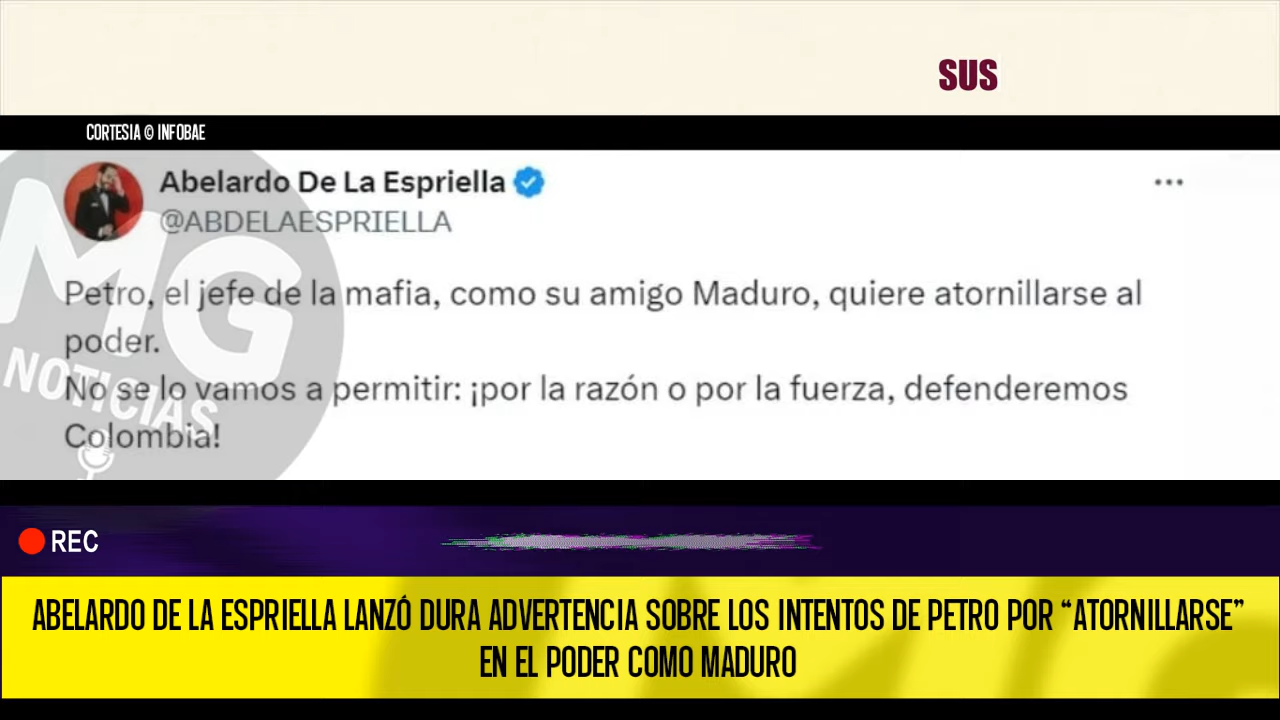 SUS
CORTESIA © INFOBAE
Abelardo De La Espriella
@ABDELAESPRIELLA
Petro, el jefe de la mafia, como su amigo Maduro, quiere atornillarse al
poder.
No se lo vamos a permitir: ¡por la razón o por la fuerza, defenderemos
Colombia!
MG
NOTICIAS
REC
ABELARDO DE LA ESPRIELLA LANZÓ DURA ADVERTENCIA SOBRE LOS INTENTOS DE PETRO POR “ATORNILLARSE”
EN EL PODER COMO MADURO